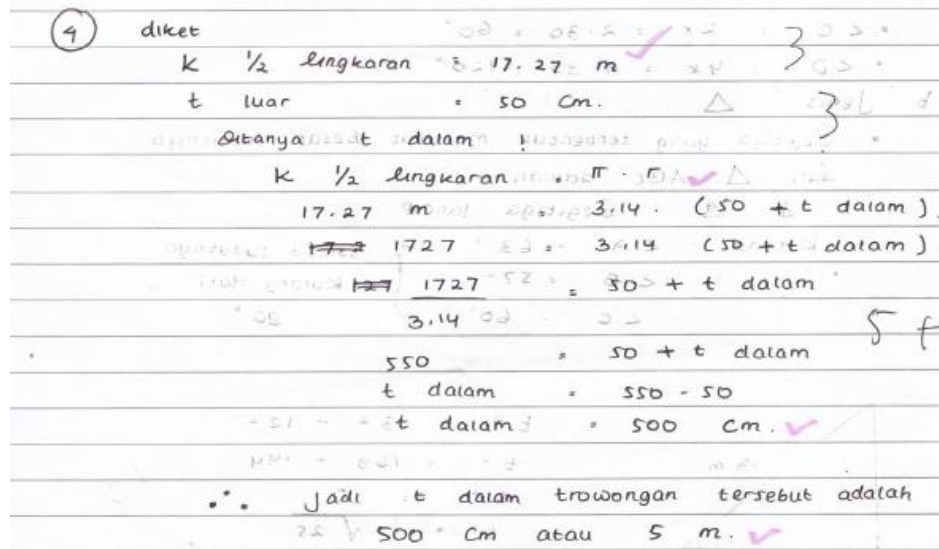 4 diket
K 1/2 lingkaran = 17.27 m
t luar = 50 cm.
Ditanya t dalam !
K 1/2 lingkaran = π . r
17.27 m = 3.14 . (50 + t dalam)
1727 = 3.14 (50 + t dalam)
1727 / 3.14 = 50 + t dalam
550 = 50 + t dalam
t dalam = 550 - 50
t dalam = 500 cm.
∴ Jadi t dalam trowongan tersebut adalah
500 cm atau 5 m.